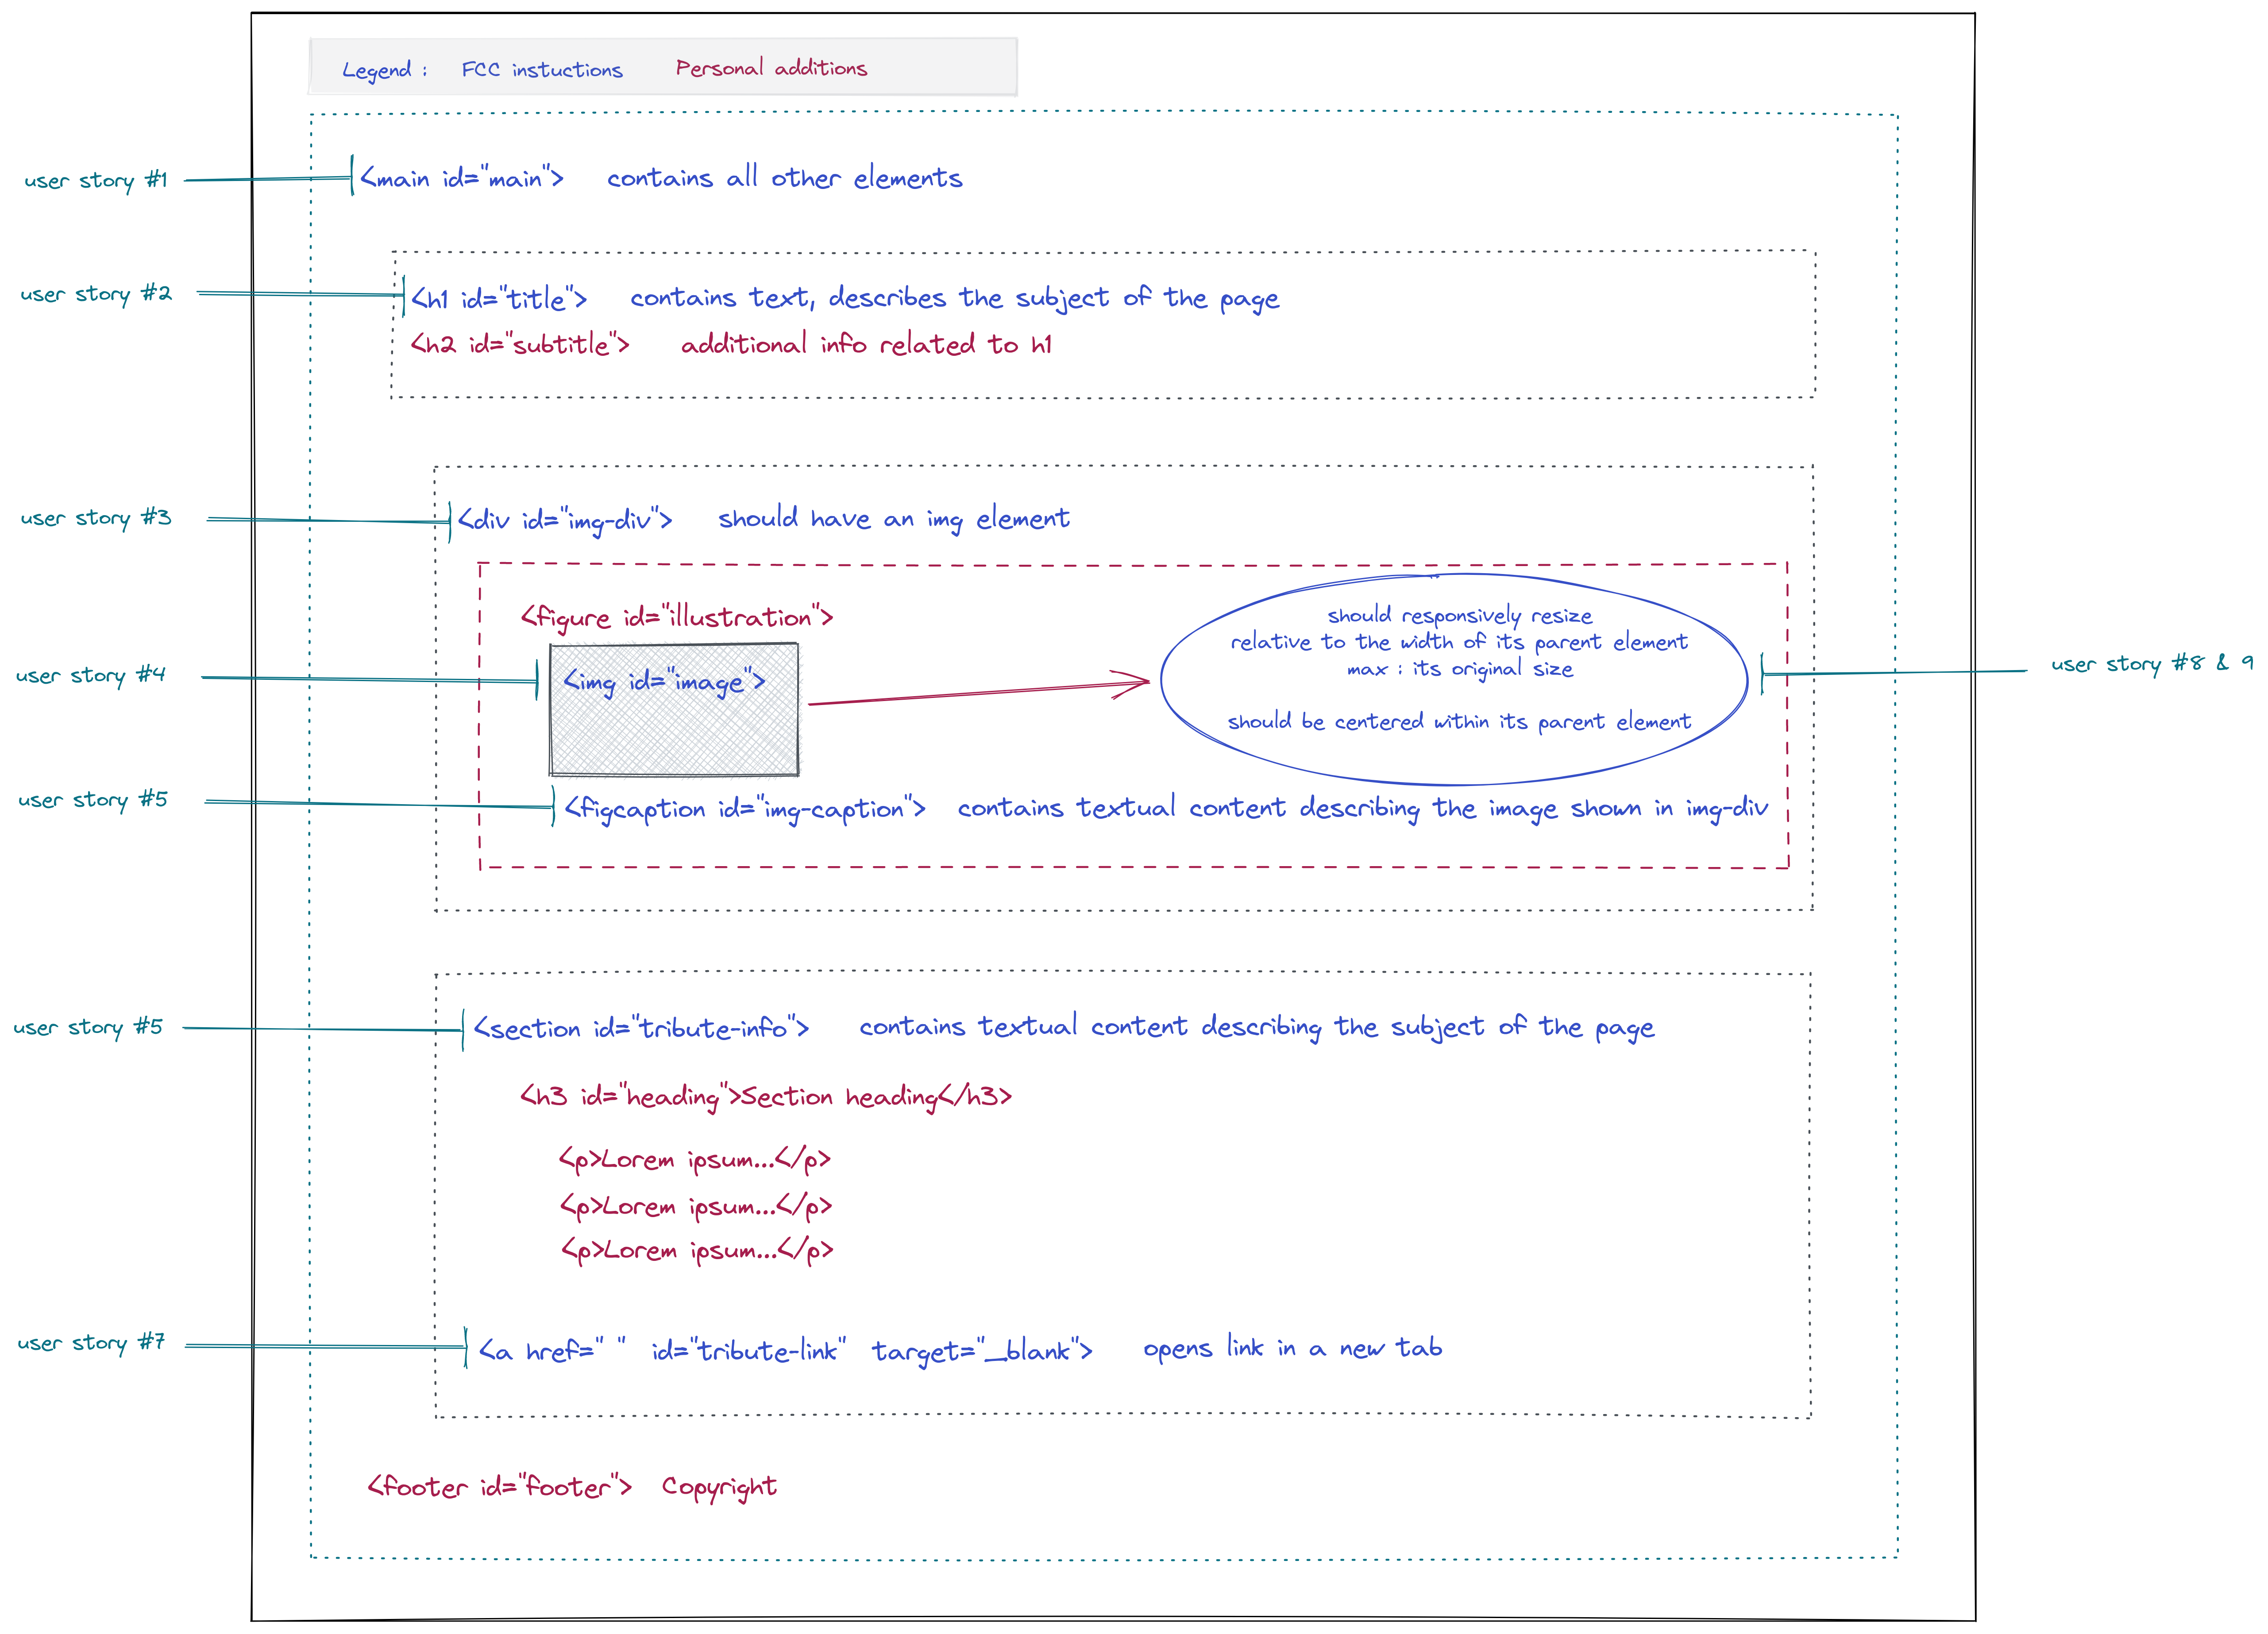 Legend : FCC instuctions Personal additions
user story #1 <main id="main"> contains all other elements
user story #2 <h1 id="title"> contains text, describes the subject of the page
<h2 id="subtitle"> additional info related to h1
user story #3 <div id="img-div"> should have an img element
<figure id="illustration">
should responsively resize
relative to the width of its parent element
max : its original size
should be centered within its parent element
user story #4 <img id="image">
user story #8 & 9
user story #5 <figcaption id="img-caption"> contains textual content describing the image shown in img-div
user story #5 <section id="tribute-info"> contains textual content describing the subject of the page
<h3 id="heading">Section heading</h3>
<p>Lorem ipsum...</p>
<p>Lorem ipsum...</p>
<p>Lorem ipsum...</p>
user story #7 <a href=" " id="tribute-link" target="_blank"> opens link in a new tab
<footer id="footer"> Copyright